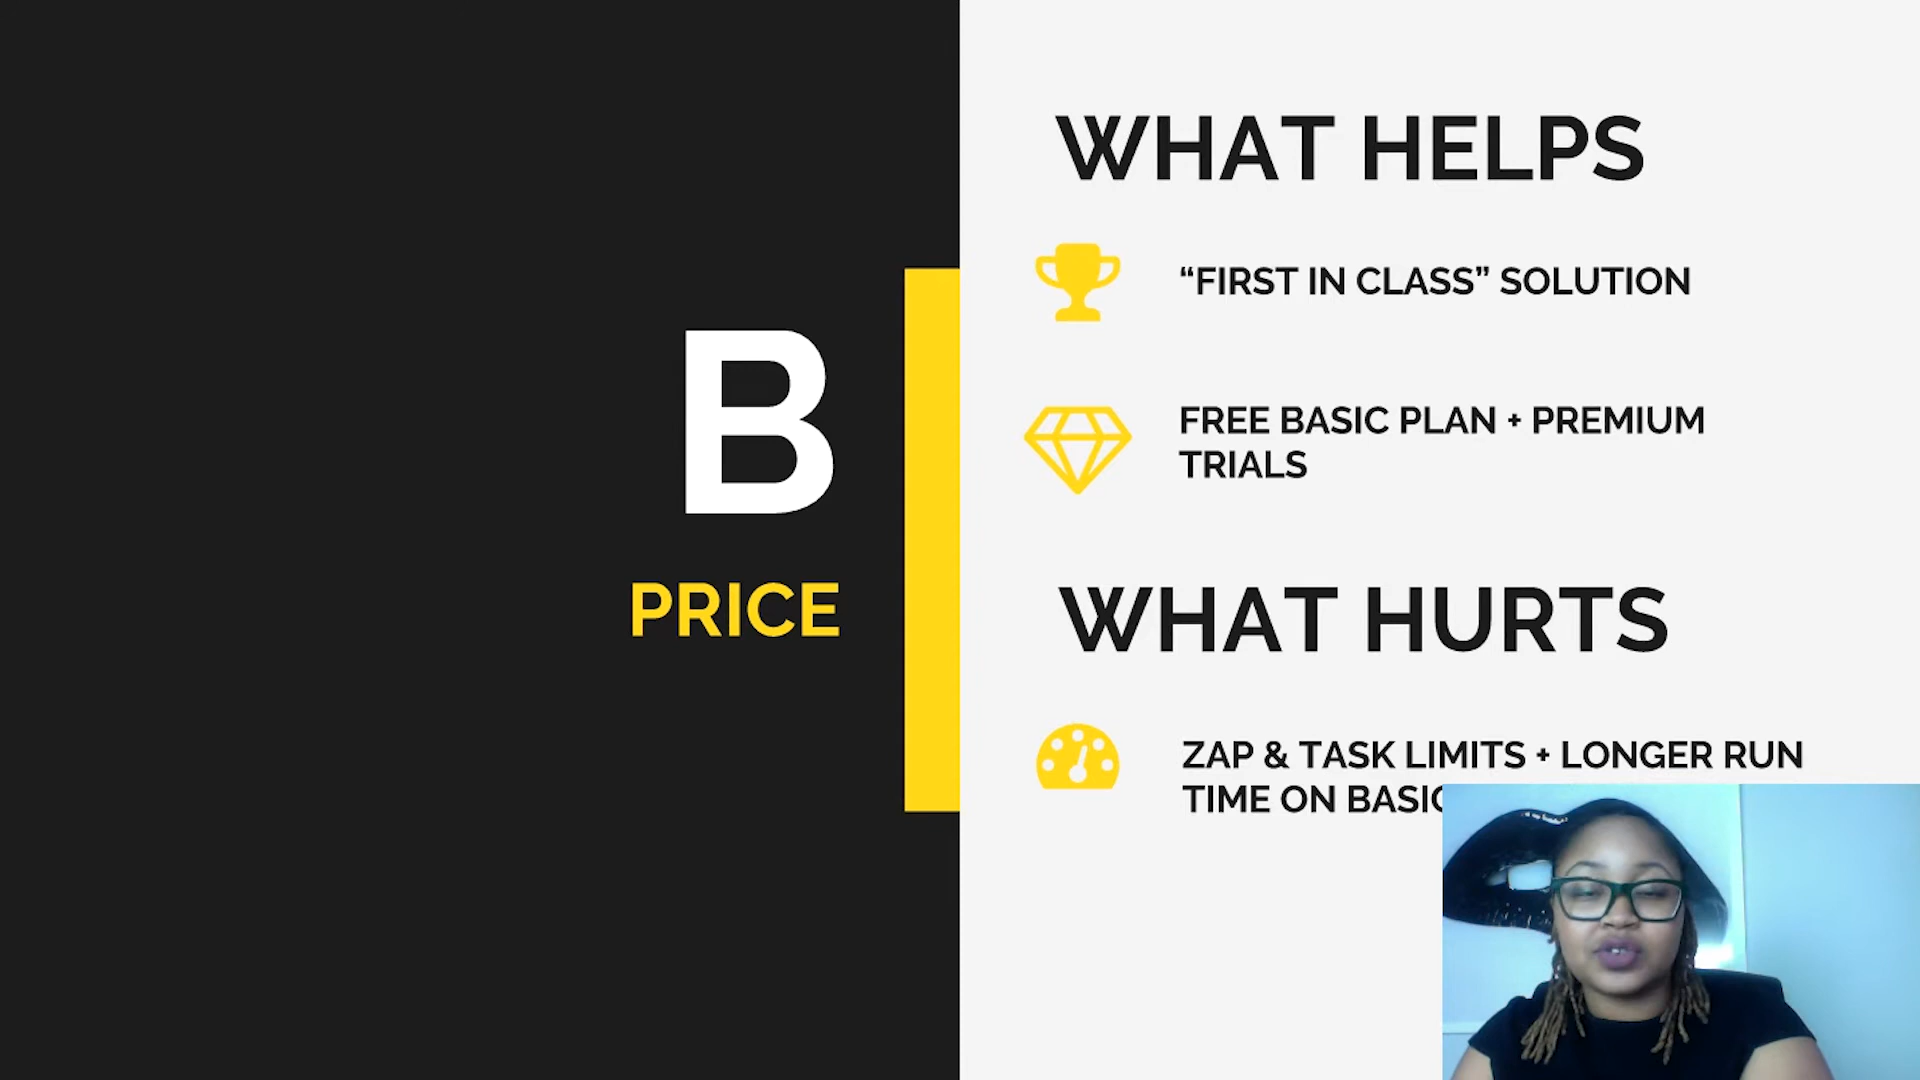 B
PRICE
WHAT HELPS
“FIRST IN CLASS” SOLUTION
FREE BASIC PLAN + PREMIUM
TRIALS
WHAT HURTS
ZAP & TASK LIMITS + LONGER RUN
TIME ON BASIC